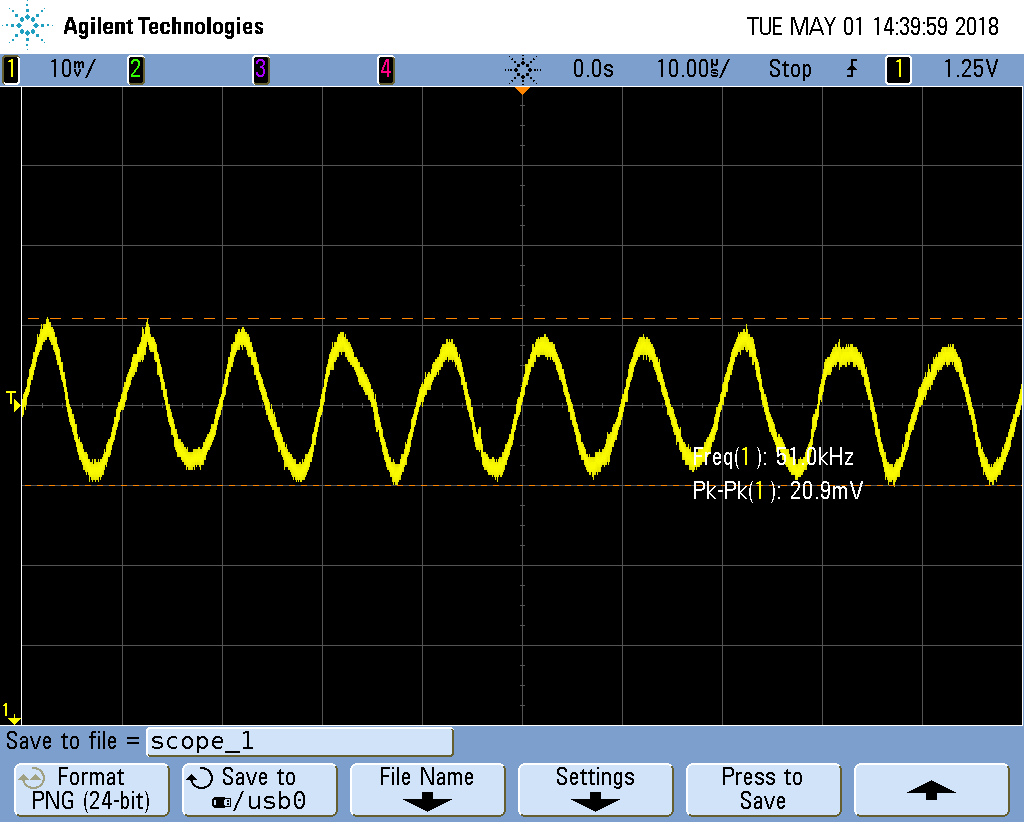 Agilent Technologies TUE MAY 01 14:39:59 2018
1 10mV/ 2 3 4 0.0s 10.00µs/ Stop 1 1.25V
T
Freq(1): 51.0kHz
Pk-Pk(1): 20.9mV
1
Save to file = scope_1
Format Save to File Name Settings Press to
PNG (24-bit) /usb0 Save